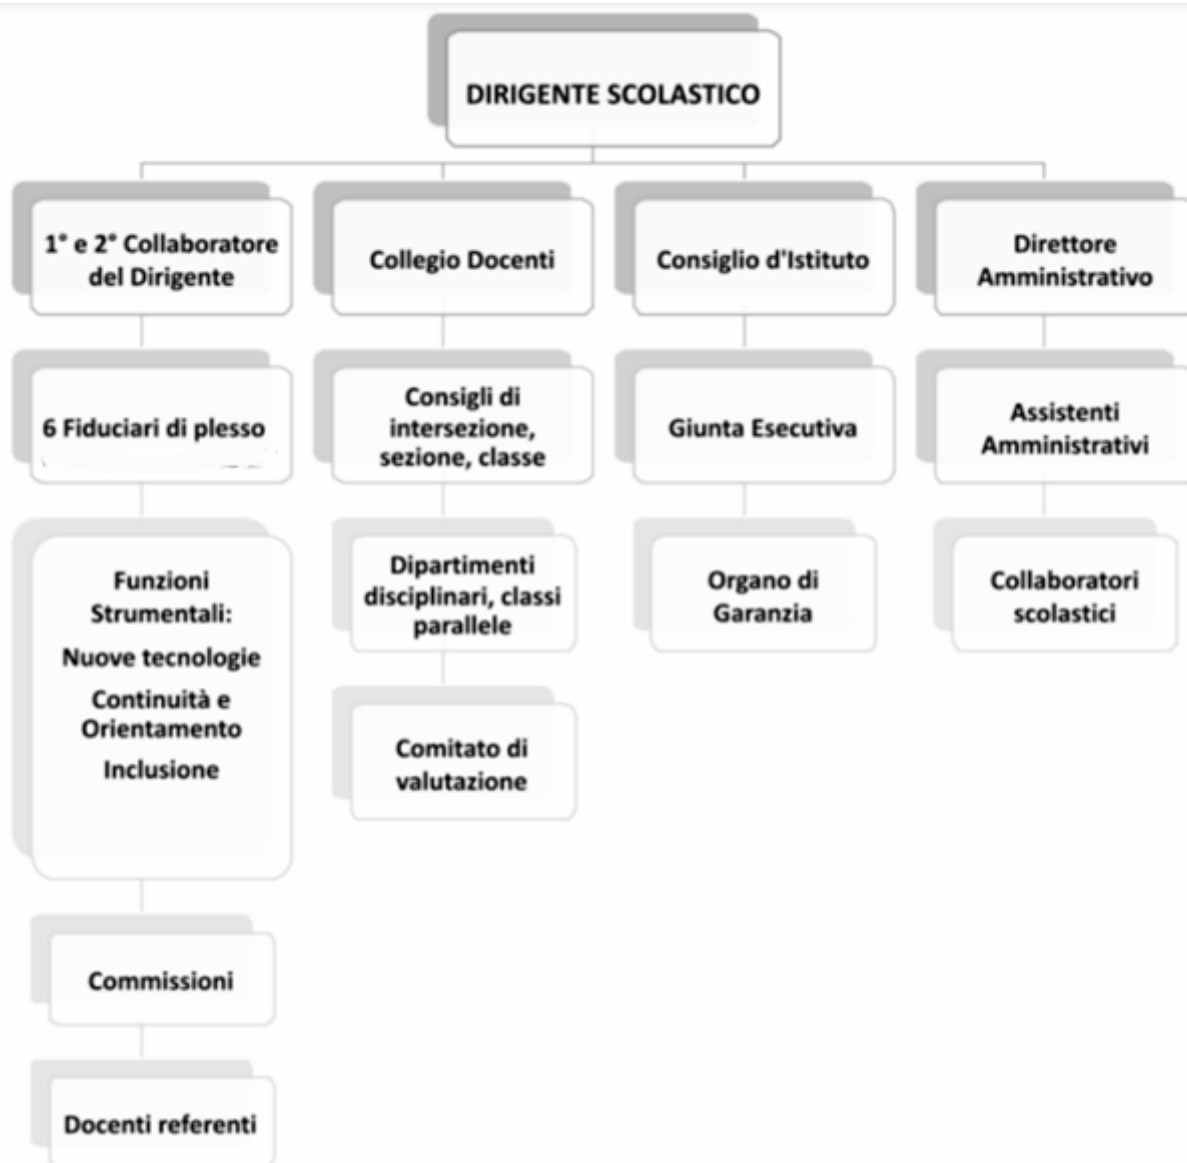 DIRIGENTE SCOLASTICO
1° e 2° Collaboratore
del Dirigente
Collegio Docenti
Consiglio d'Istituto
Direttore
Amministrativo
6 Fiduciari di plesso
Consigli di
intersezione,
sezione, classe
Giunta Esecutiva
Assistenti
Amministrativi
Funzioni
Strumentali:
Nuove tecnologie
Continuità e
Orientamento
Inclusione
Dipartimenti
disciplinari, classi
parallele
Organo di
Garanzia
Collaboratori
scolastici
Comitato di
valutazione
Commissioni
Docenti referenti